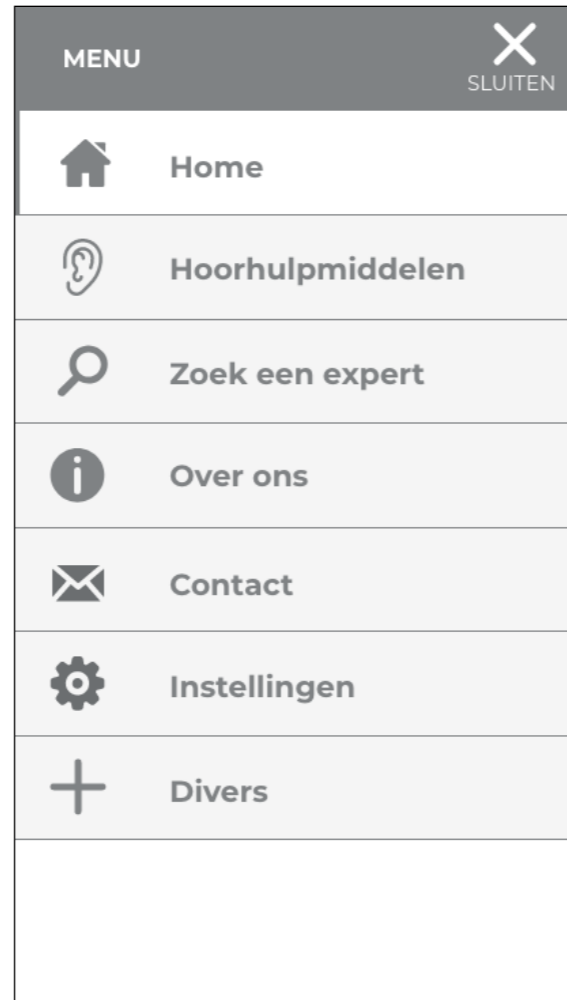 MENU
SLUITEN
Home
Hoorhulpmiddelen
Zoek een expert
Over ons
Contact
Instellingen
Divers